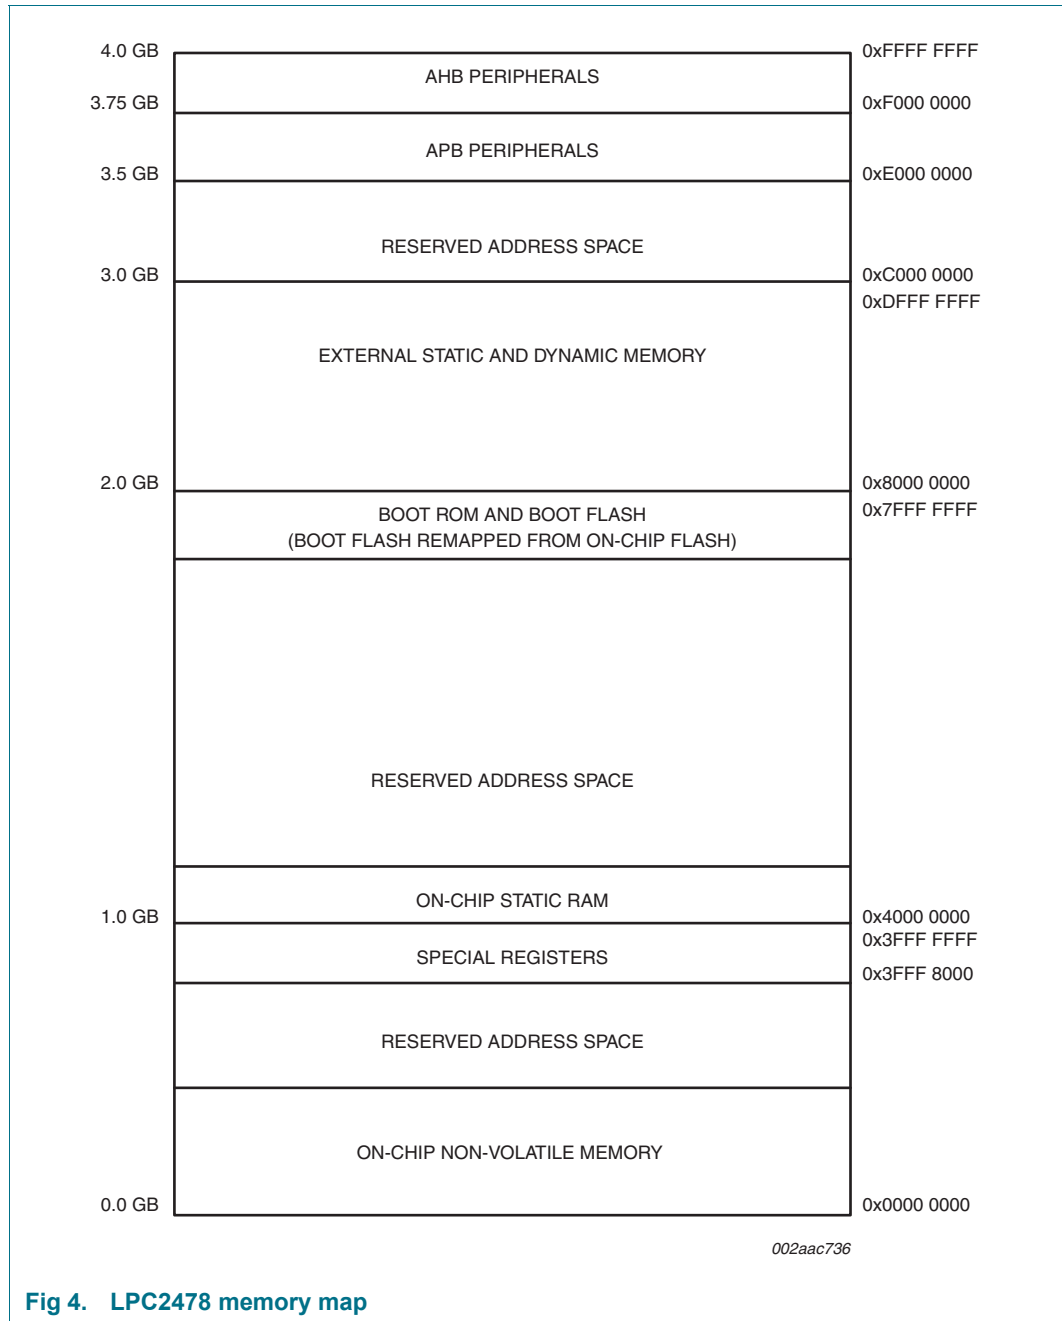 4.0 GB
0xFFFF FFFF
AHB PERIPHERALS
3.75 GB
0xF000 0000
APB PERIPHERALS
3.5 GB
0xE000 0000
RESERVED ADDRESS SPACE
3.0 GB
0xC000 0000
0xDFFF FFFF
EXTERNAL STATIC AND DYNAMIC MEMORY
2.0 GB
0x8000 0000
0x7FFF FFFF
BOOT ROM AND BOOT FLASH
(BOOT FLASH REMAPPED FROM ON-CHIP FLASH)
RESERVED ADDRESS SPACE
ON-CHIP STATIC RAM
1.0 GB
0x4000 0000
0x3FFF FFFF
SPECIAL REGISTERS
0x3FFF 8000
RESERVED ADDRESS SPACE
ON-CHIP NON-VOLATILE MEMORY
0.0 GB
0x0000 0000
002aac736
Fig 4. LPC2478 memory map